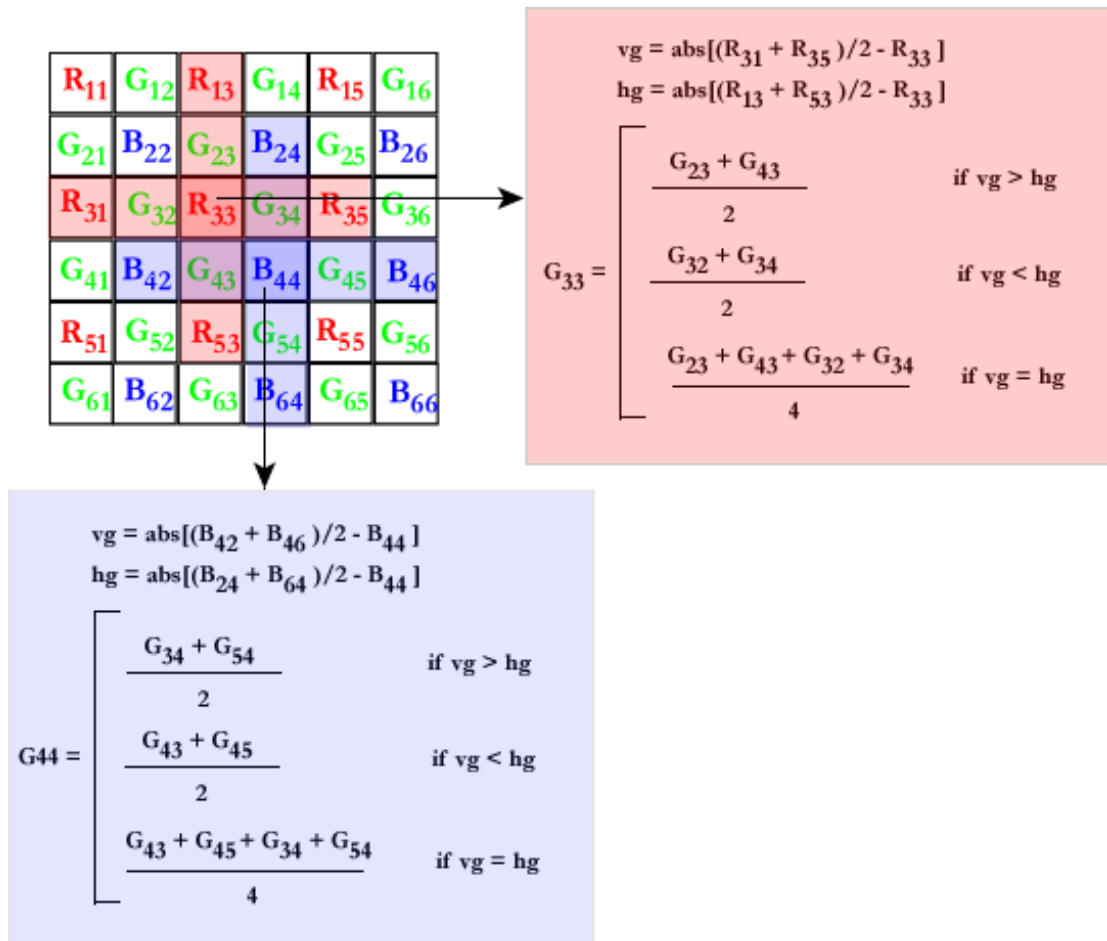 R11 G12 R13 G14 R15 G16
G21 B22 G23 B24 G25 B26
R31 G32 R33 G34 R35 G36
G41 B42 G43 B44 G45 B46
R51 G52 R53 G54 R55 G56
G61 B62 G63 B64 G65 B66
vg = abs[(R31 + R35 )/2 - R33 ]
hg = abs[(R13 + R53 )/2 - R33 ]
G33 =
G23 + G43
2
if vg > hg
G32 + G34
2
if vg < hg
G23 + G43 + G32 + G34
4
if vg = hg
vg = abs[(B42 + B46 )/2 - B44 ]
hg = abs[(B24 + B64 )/2 - B44 ]
G44 =
G34 + G54
2
if vg > hg
G43 + G45
2
if vg < hg
G43 + G45 + G34 + G54
4
if vg = hg